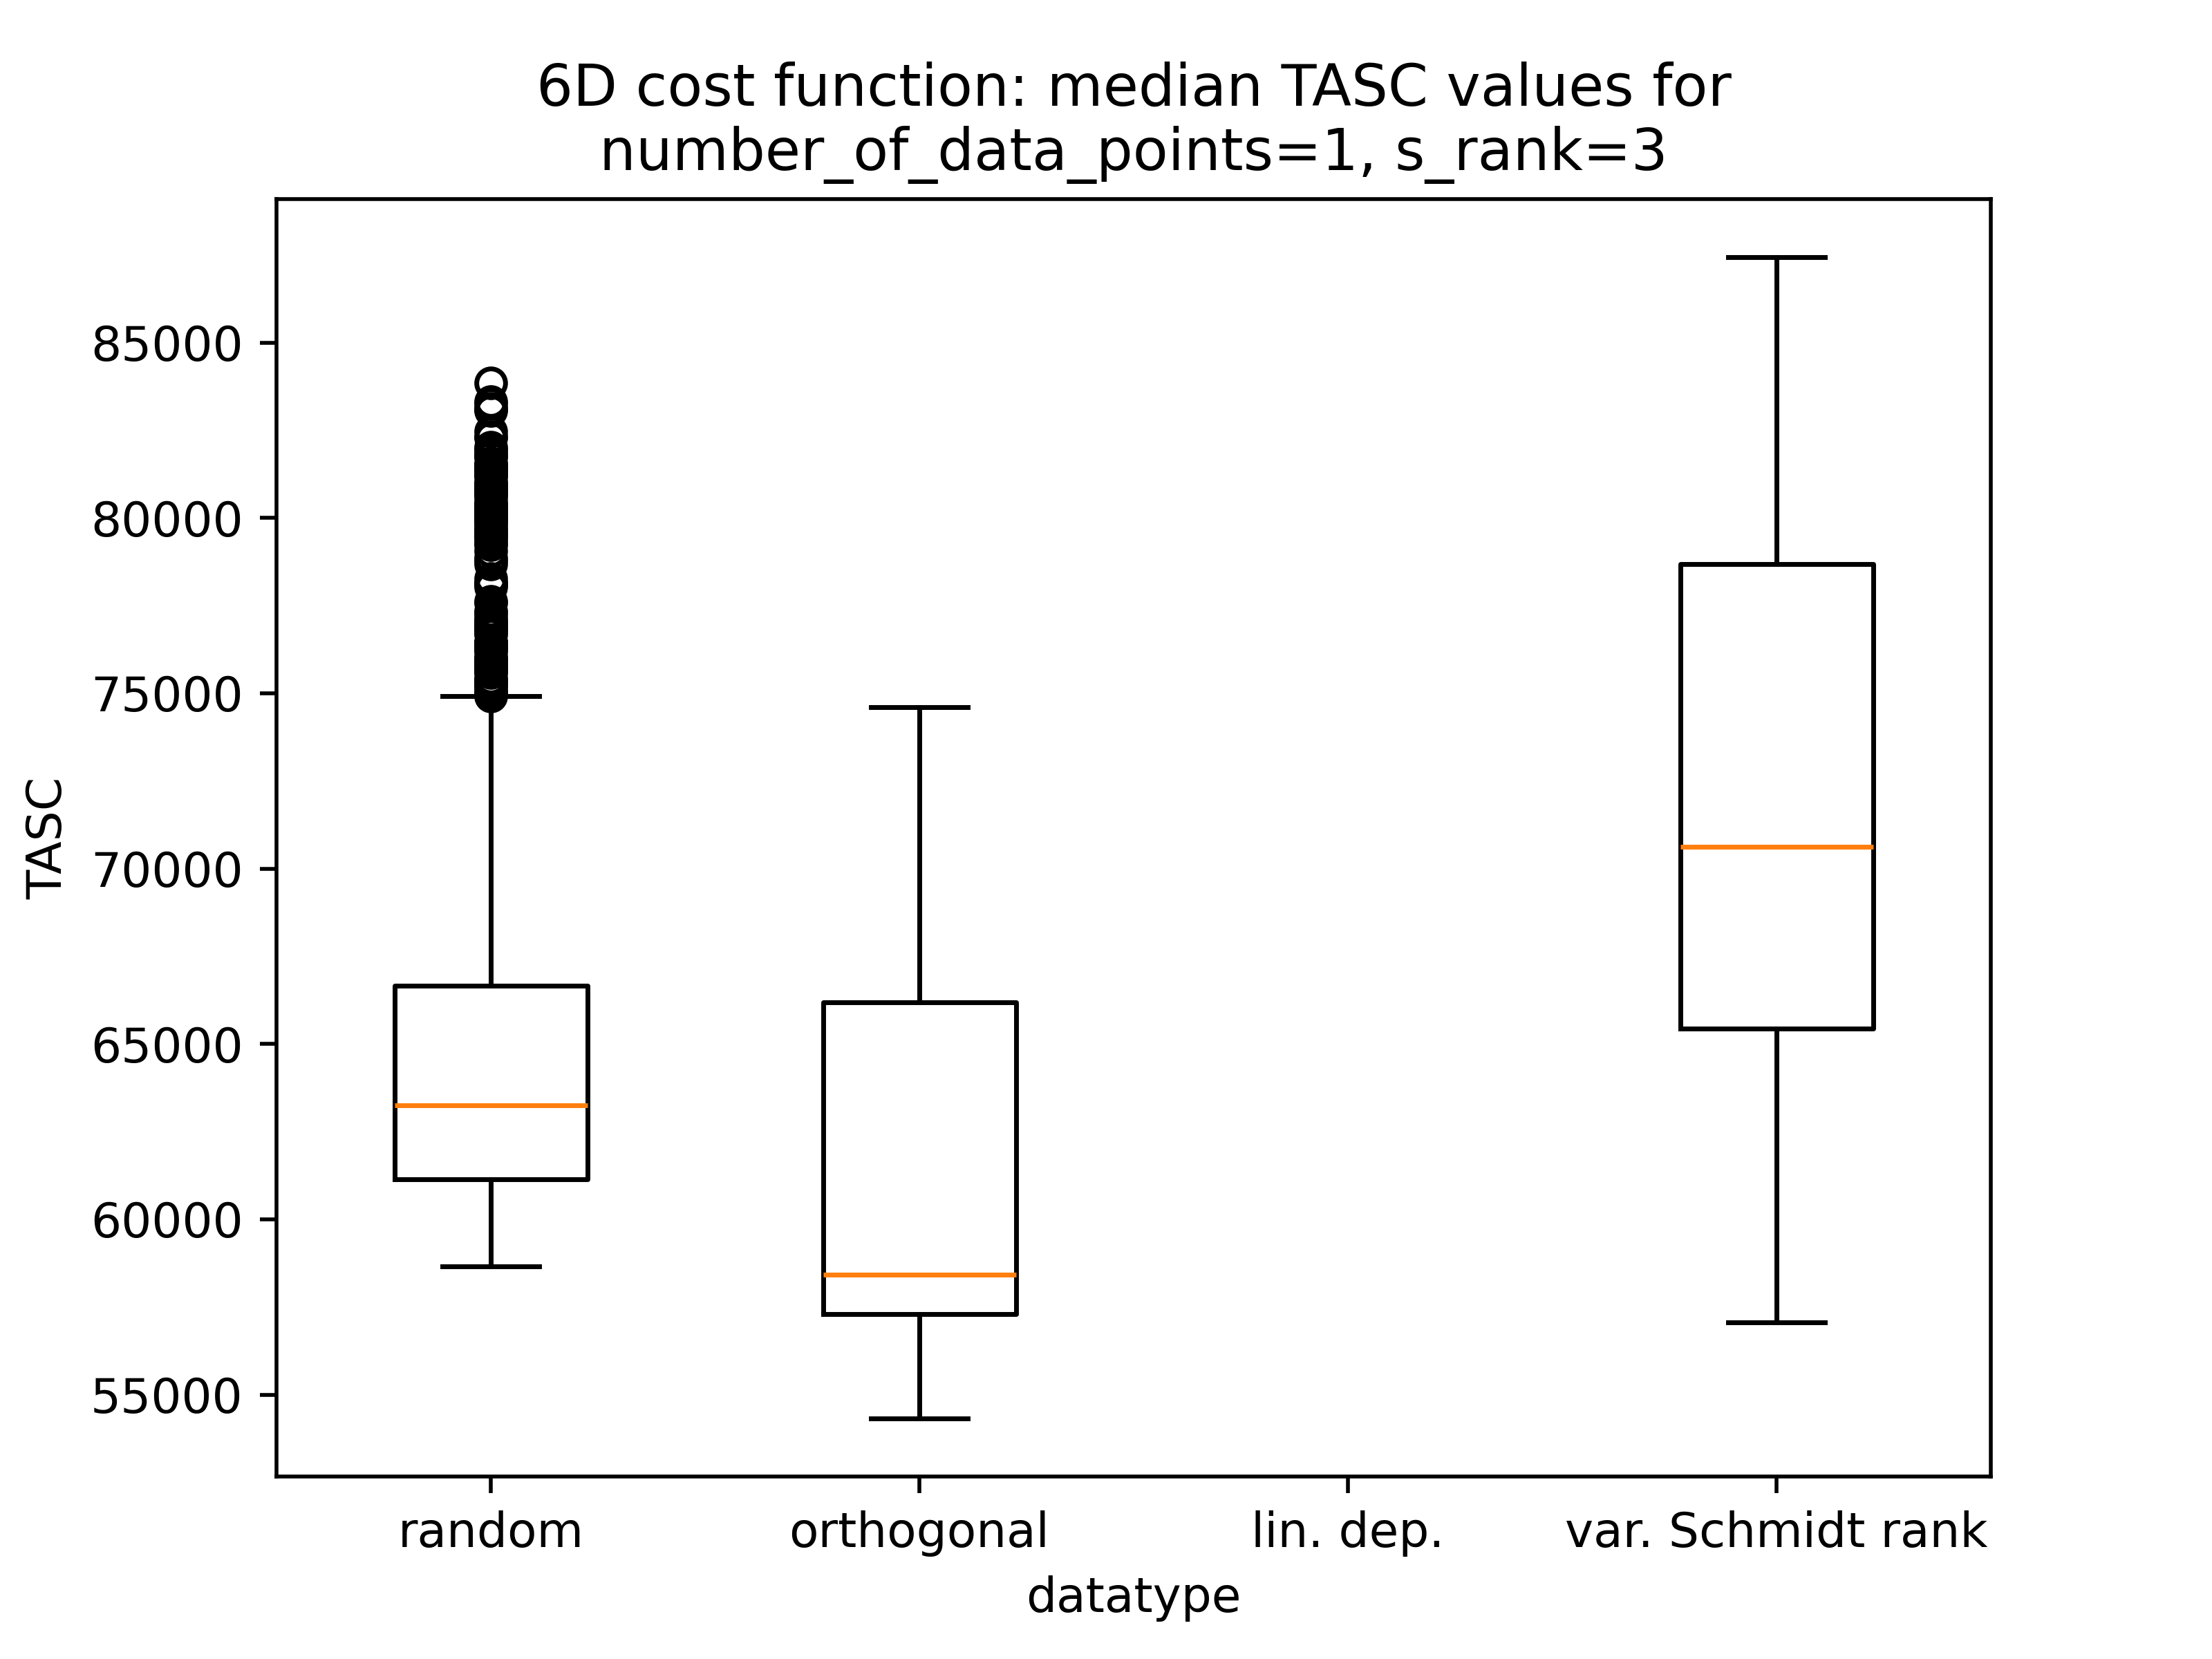 6D cost function: median TASC values for
number_of_data_points=1, s_rank=3
85000
80000
75000
70000
65000
60000
55000
TASC
random
orthogonal
lin. dep.
var. Schmidt rank
datatype